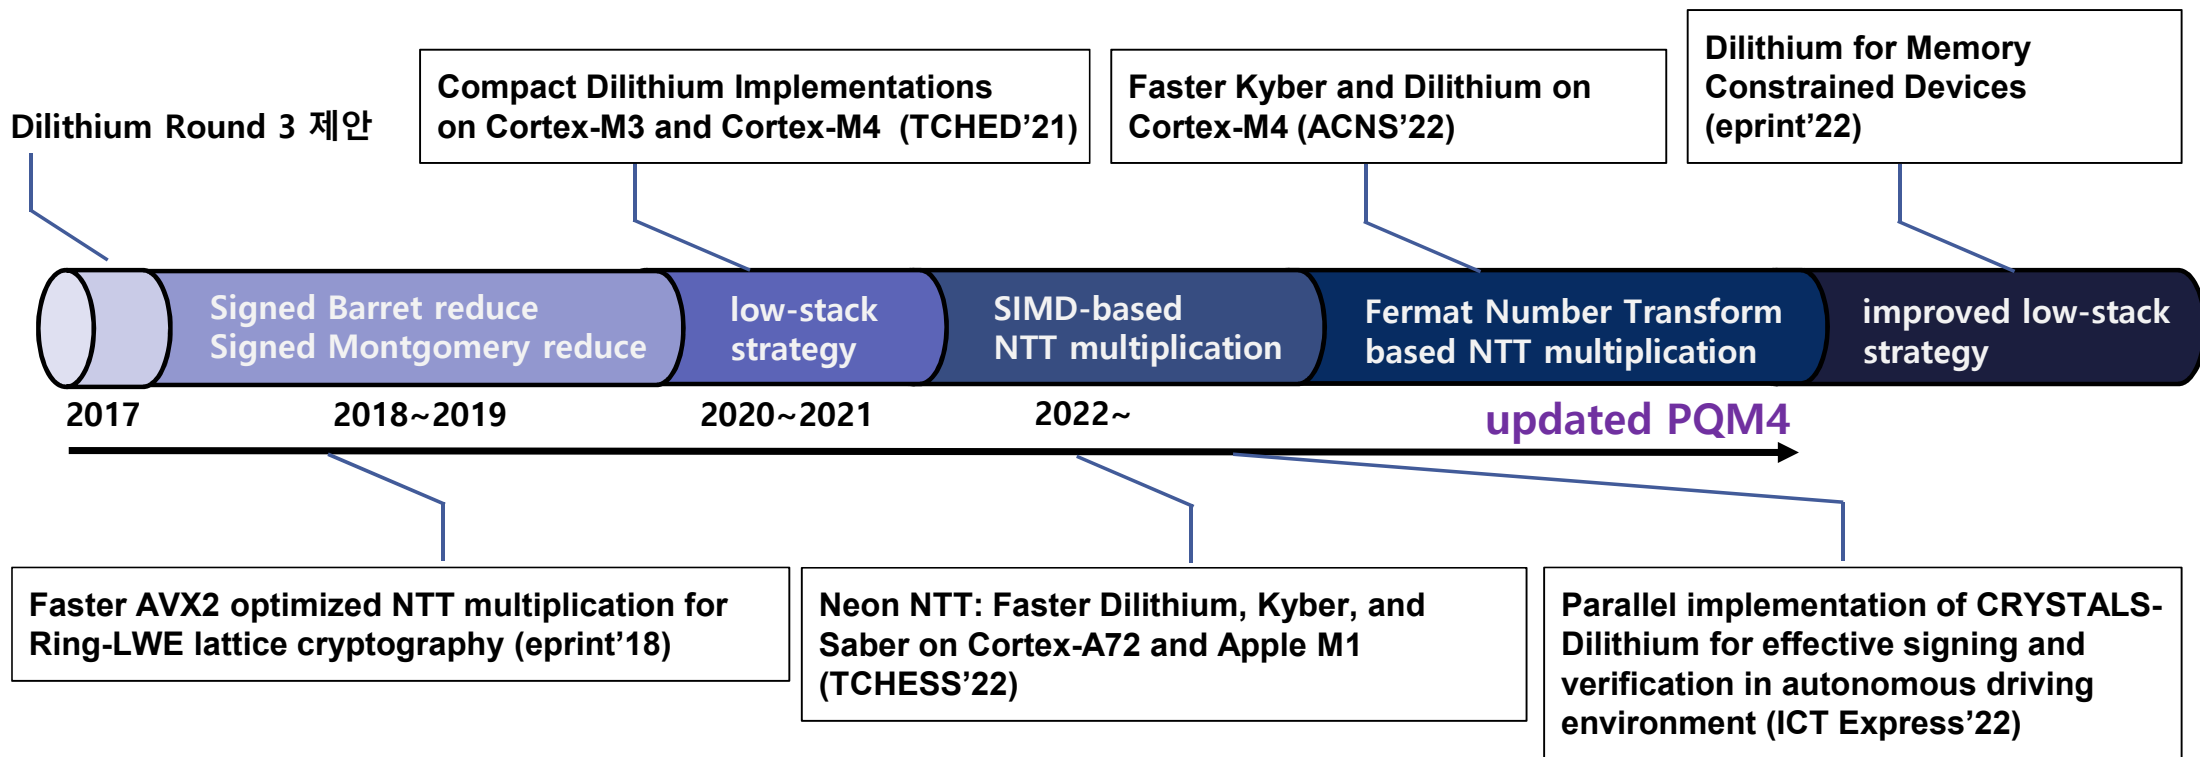 Dilithium Round 3 제안
Compact Dilithium Implementations
on Cortex-M3 and Cortex-M4 (TCHED’21)
Faster Kyber and Dilithium on
Cortex-M4 (ACNS’22)
Dilithium for Memory
Constrained Devices
(eprint’22)
Signed Barret reduce
Signed Montgomery reduce
low-stack
strategy
SIMD-based
NTT multiplication
Fermat Number Transform
based NTT multiplication
improved low-stack
strategy
2017
2018~2019
2020~2021
2022~
updated PQM4
Faster AVX2 optimized NTT multiplication for
Ring-LWE lattice cryptography (eprint’18)
Neon NTT: Faster Dilithium, Kyber, and
Saber on Cortex-A72 and Apple M1
(TCHESS’22)
Parallel implementation of CRYSTALS-
Dilithium for effective signing and
verification in autonomous driving
environment (ICT Express’22)